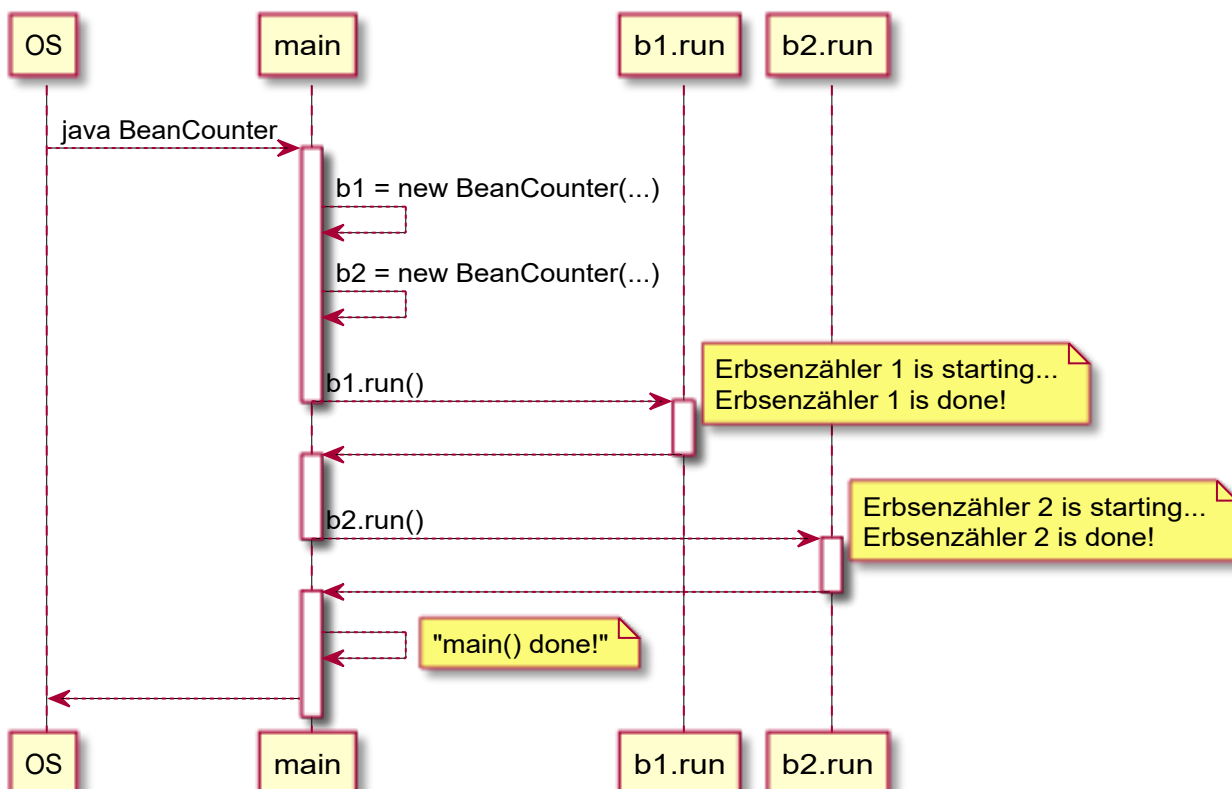 OS
main
b1.run
b2.run
java BeanCounter
b1 = new BeanCounter(...)
b2 = new BeanCounter(...)
b1.run()
Erbsenzähler 1 is starting...
Erbsenzähler 1 is done!
b2.run()
Erbsenzähler 2 is starting...
Erbsenzähler 2 is done!
"main() done!"
OS
main
b1.run
b2.run